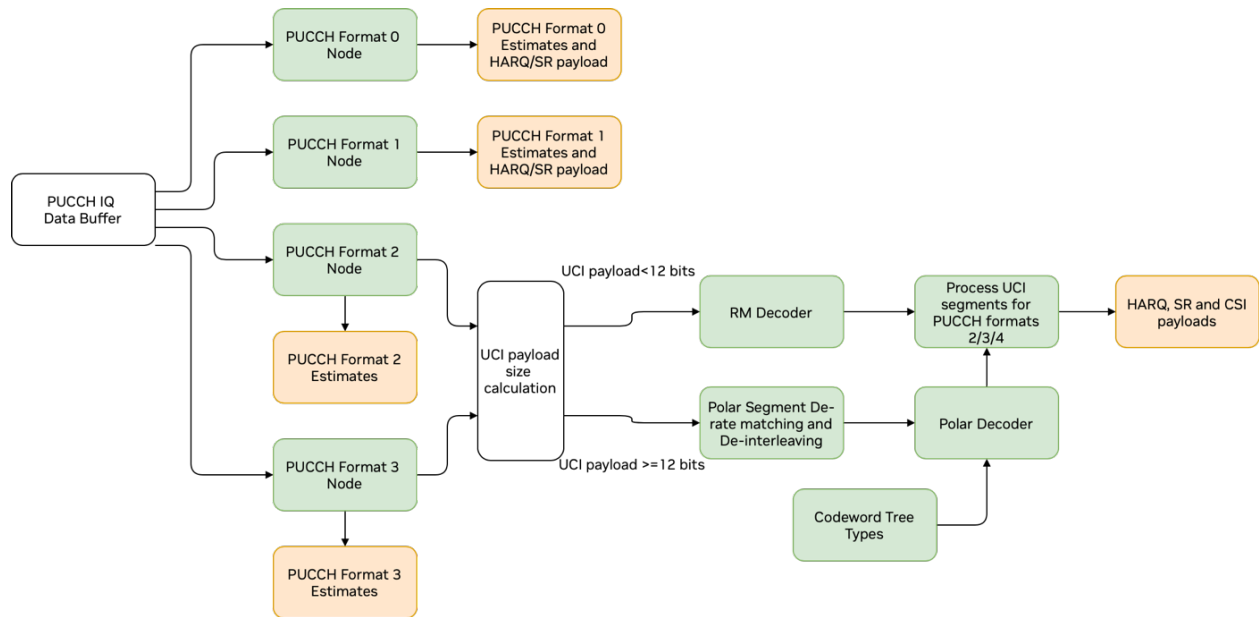 PUCCH Format 0
Node
PUCCH Format 0
Estimates and
HARQ/SR payload
PUCCH Format 1
Node
PUCCH Format 1
Estimates and
HARQ/SR payload
PUCCH IQ
Data Buffer
PUCCH Format 2
Node
PUCCH Format 2
Estimates
PUCCH Format 3
Node
PUCCH Format 3
Estimates
UCI payload
size
calculation
UCI payload<12 bits
RM Decoder
Process UCI
segments for
PUCCH formats
2/3/4
HARQ, SR and CSI
payloads
UCI payload >=12 bits
Polar Segment De-
rate matching and
De-interleaving
Polar Decoder
Codeword Tree
Types